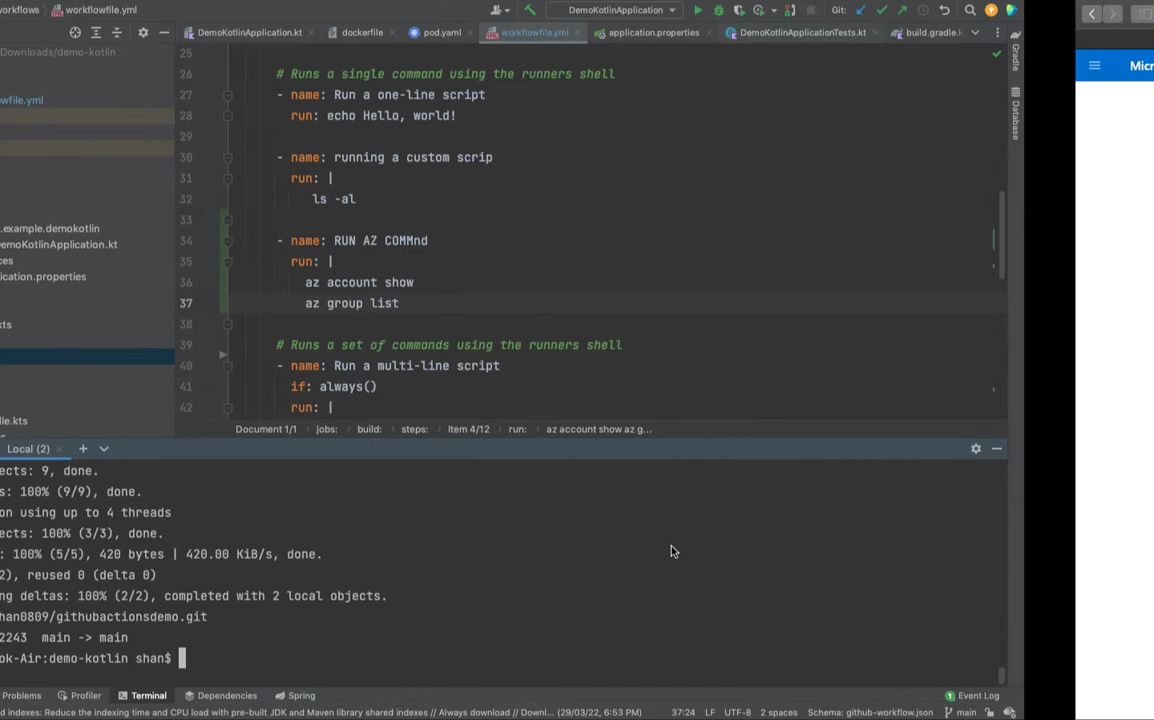 orkflows workflowfile.yml
DemoKotlinApplication
Git:
Micr
DemoKotlinApplication.kt
dockerfile
pod.yaml
workflowfile.yml
application.properties
DemoKotlinApplicationTests.kt
build.gradle.
Downloads/demo-kotlin
wfile.yml
.example.demokotlin
emoKotlinApplication.kt
ces
ication.properties
kts
le.kts
25
26 # Runs a single command using the runners shell
27 - name: Run a one-line script
28 run: echo Hello, world!
29
30 - name: running a custom scrip
31 run: |
32 ls -al
33
34 - name: RUN AZ COMMnd
35 run: |
36 az account show
37 az group list
38
39 # Runs a set of commands using the runners shell
40 - name: Run a multi-line script
41 if: always()
42 run: |
Gradle
Database
Document 1/1 jobs: build: steps: Item 4/12 run: az account show az g...
Local (2)
ects: 9, done.
s: 100% (9/9), done.
on using up to 4 threads
ects: 100% (3/3), done.
: 100% (5/5), 420 bytes | 420.00 KiB/s, done.
2), reused 0 (delta 0)
ng deltas: 100% (2/2), completed with 2 local objects.
han0809/githubactionsdemo.git
2243 main -> main
ok-Air:demo-kotlin shan$
Problems Profiler Terminal Dependencies Spring 1 Event Log
d indexes: Reduce the indexing time and CPU load with pre-built JDK and Maven library shared indexes // Always download // Downl... (29/03/22, 6:53 PM) 37:24 LF UTF-8 2 spaces Schema: github-workflow.json main